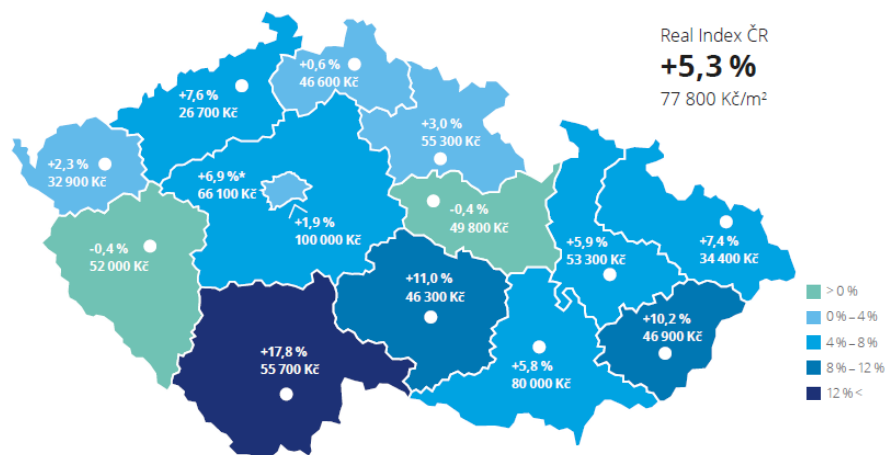 Real Index ČR
+5,3 %
77 800 Kč/m²
+0,6 %
46 600 Kč
+7,6 %
26 700 Kč
+3,0 %
55 300 Kč
+2,3 %
32 900 Kč
+6,9 %*
66 100 Kč
+1,9 %
100 000 Kč
-0,4 %
49 800 Kč
-0,4 %
52 000 Kč
+5,9 %
53 300 Kč
+7,4 %
34 400 Kč
+11,0 %
46 300 Kč
+10,2 %
46 900 Kč
+17,8 %
55 700 Kč
+5,8 %
80 000 Kč
> 0 %
0 % – 4 %
4 % – 8 %
8 % – 12 %
12 % <